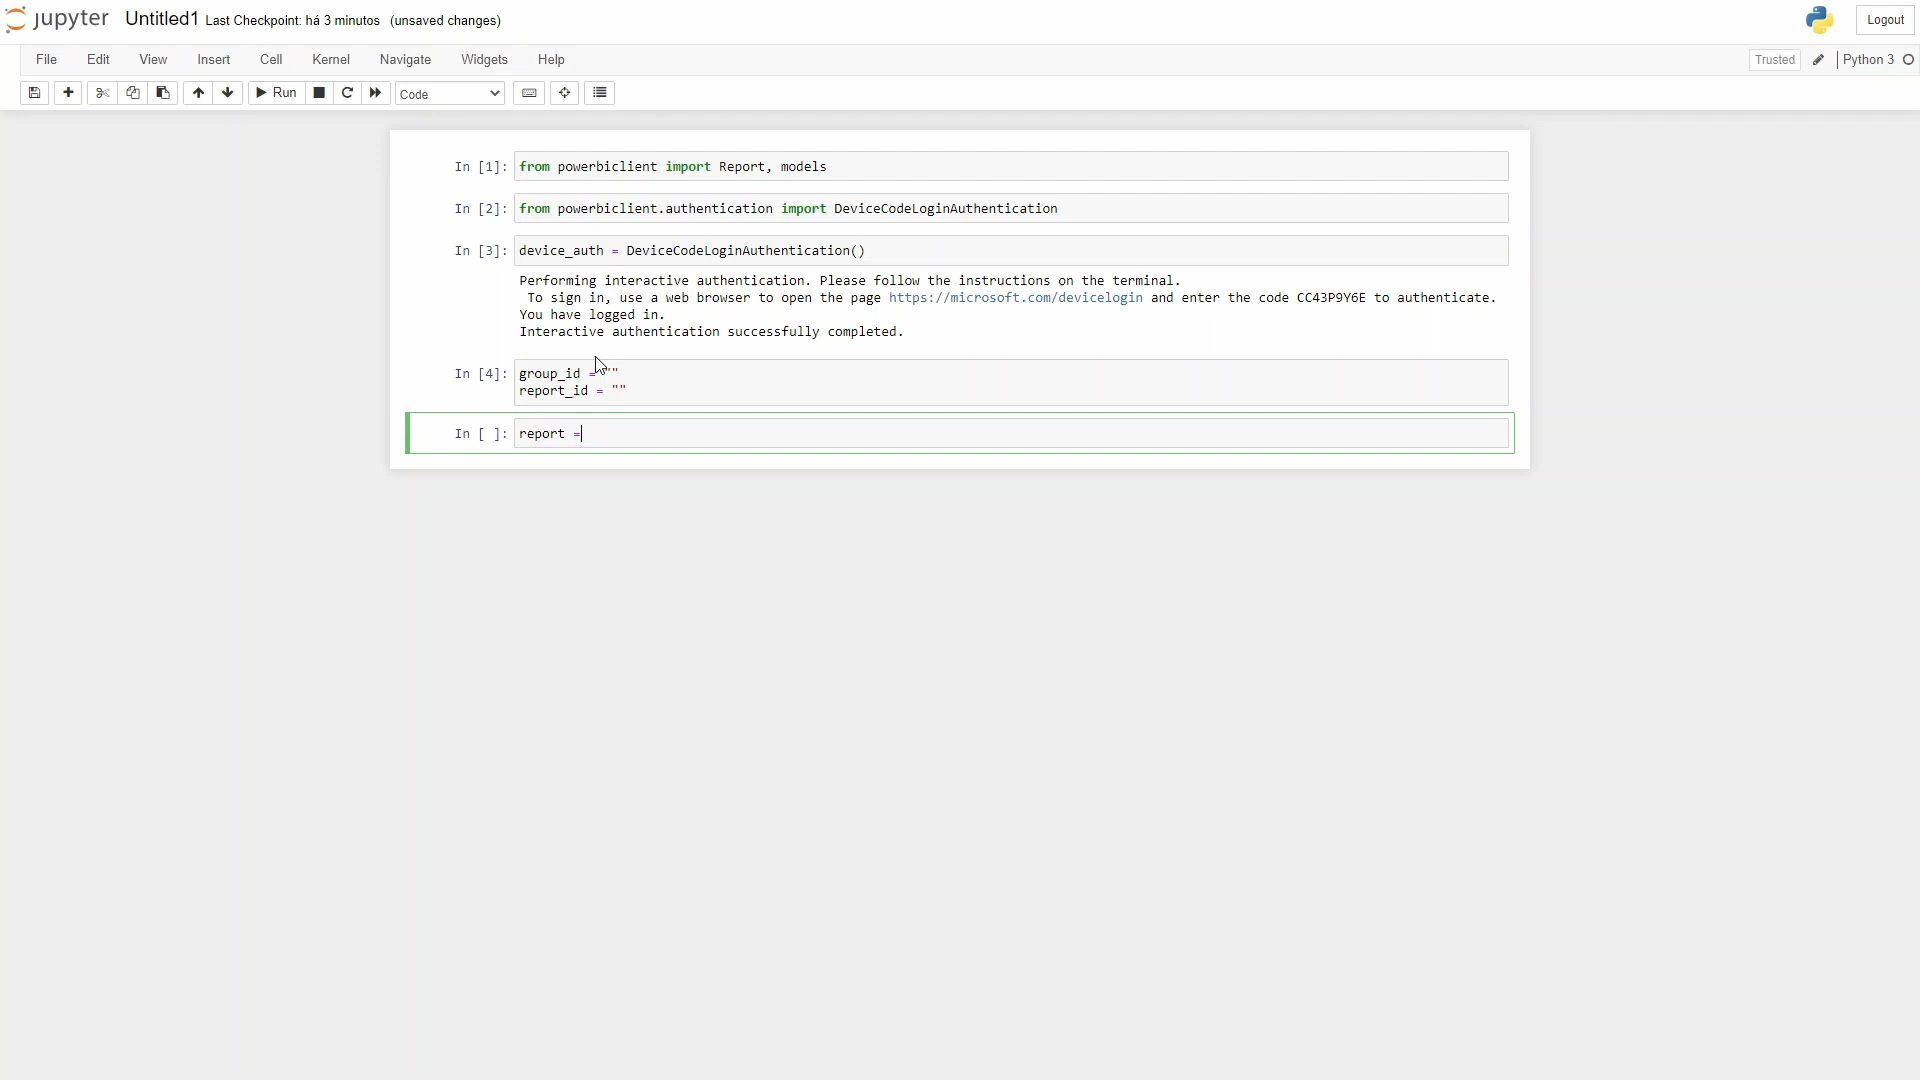 jupyter Untitled1 Last Checkpoint: há 3 minutos (unsaved changes)
Logout
File Edit View Insert Cell Kernel Navigate Widgets Help
Trusted Python 3
Run Code
In [1]: from powerbiclient import Report, models
In [2]: from powerbiclient.authentication import DeviceCodeLoginAuthentication
In [3]: device_auth = DeviceCodeLoginAuthentication()
Performing interactive authentication. Please follow the instructions on the terminal.
To sign in, use a web browser to open the page https://microsoft.com/devicelogin and enter the code CC43P9Y6E to authenticate.
You have logged in.
Interactive authentication successfully completed.
In [4]: group_id = ""
report_id = ""
In [ ]: report =